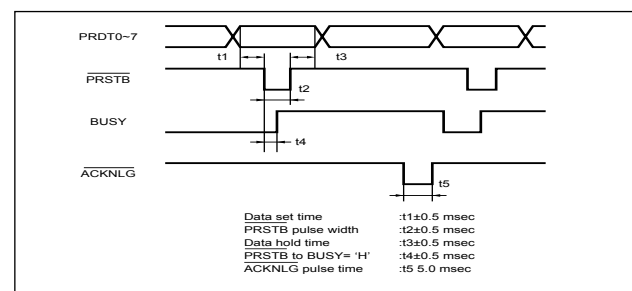 PRDT0~7
t1
t3
PRSTB
t2
BUSY
t4
ACKNLG
t5
Data set time :t1±0.5 msec
PRSTB pulse width :t2±0.5 msec
Data hold time :t3±0.5 msec
PRSTB to BUSY= ‘H’ :t4±0.5 msec
ACKNLG pulse time :t5 5.0 msec